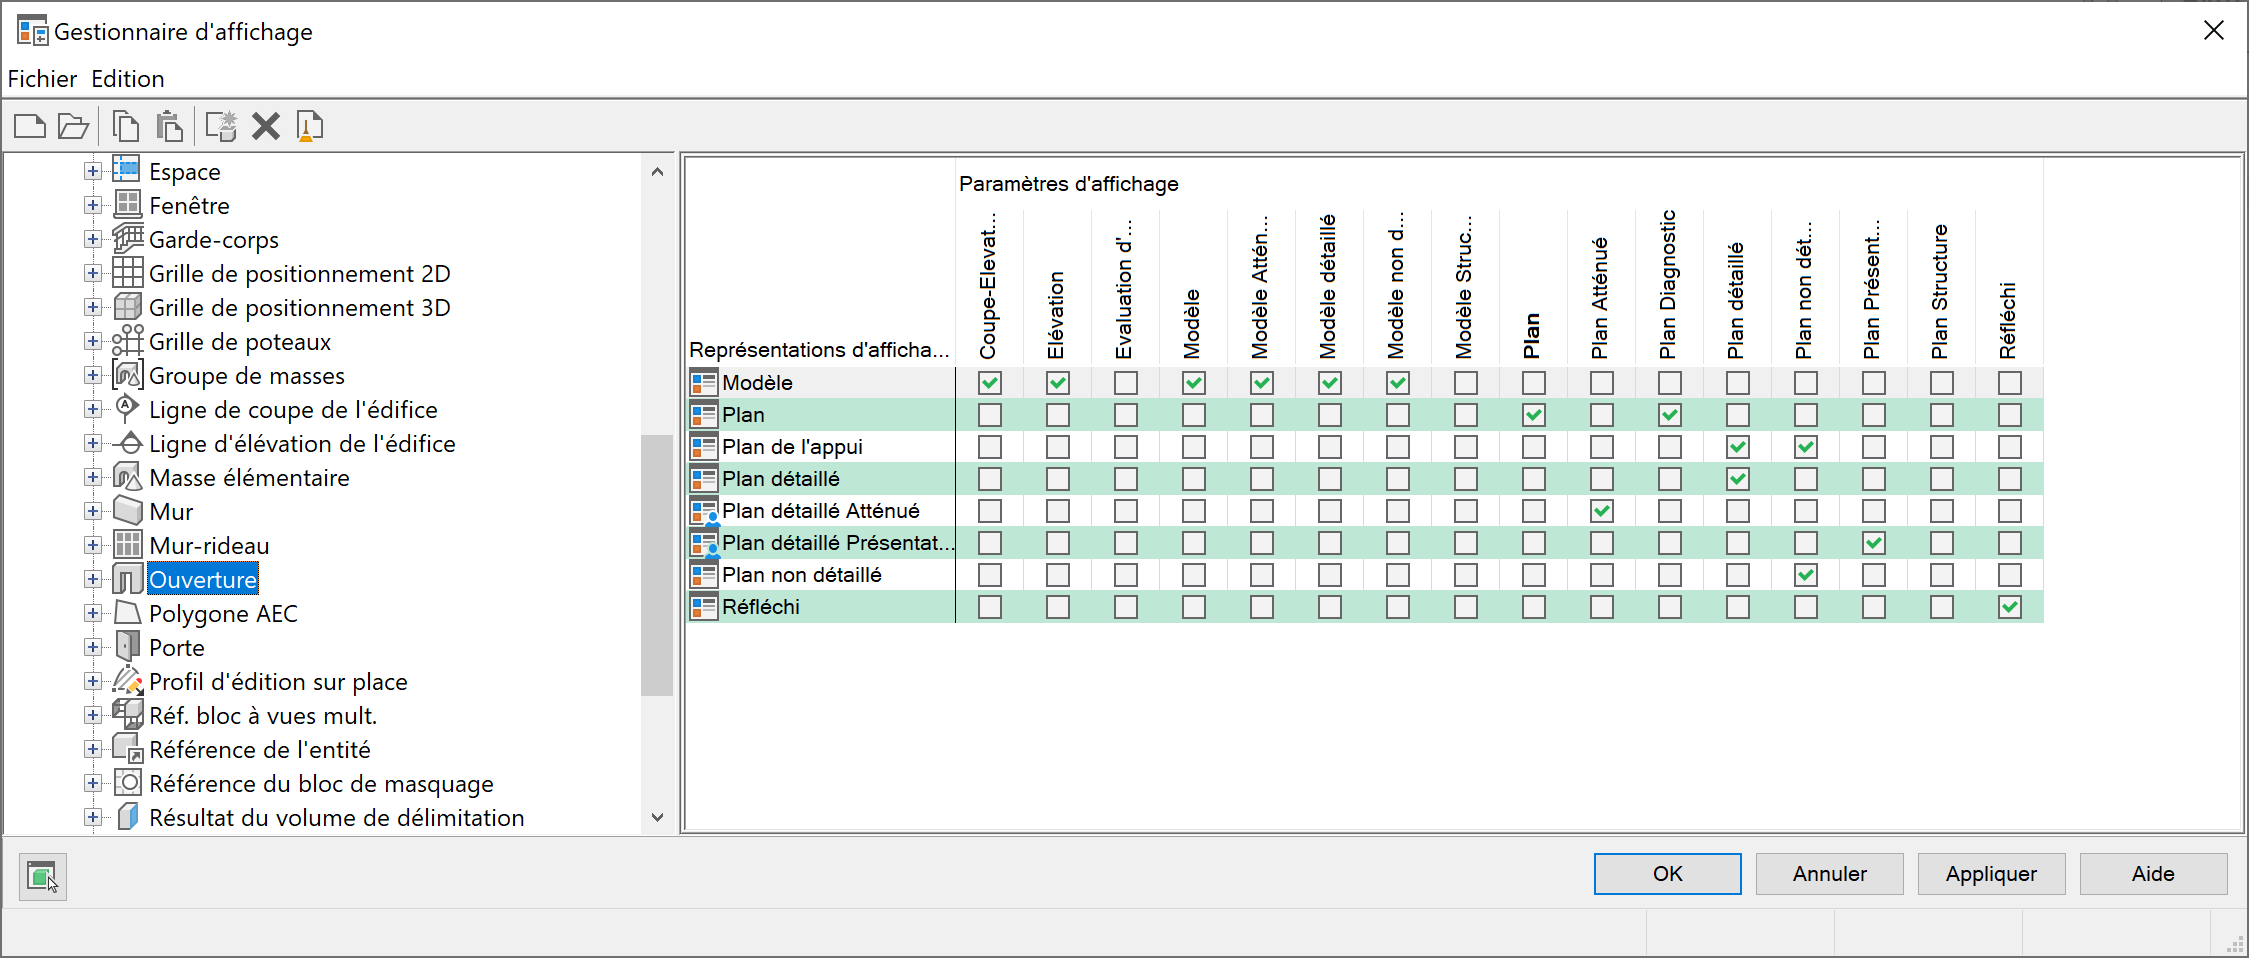 Gestionnaire d'affichage
Fichier Edition
Espace
Fenêtre
Garde-corps
Grille de positionnement 2D
Grille de positionnement 3D
Grille de poteaux
Groupe de masses
Ligne de coupe de l'édifice
Ligne d'élévation de l'édifice
Masse élémentaire
Mur
Mur-rideau
Ouverture
Polygone AEC
Porte
Profil d'édition sur place
Réf. bloc à vues mult.
Référence de l'entité
Référence du bloc de masquage
Résultat du volume de délimitation
Paramètres d'affichage
Représentations d'afficha...
Coupe-Elevat...
Elévation
Evaluation d'...
Modèle
Modèle Attén...
Modèle détaillé
Modèle non d...
Modèle Struc...
Plan
Plan Atténué
Plan Diagnostic
Plan détaillé
Plan non dét...
Plan Présent...
Plan Structure
Réfléchi
Modèle
Plan
Plan de l'appui
Plan détaillé
Plan détaillé Atténué
Plan détaillé Présentat...
Plan non détaillé
Réfléchi
OK
Annuler
Appliquer
Aide